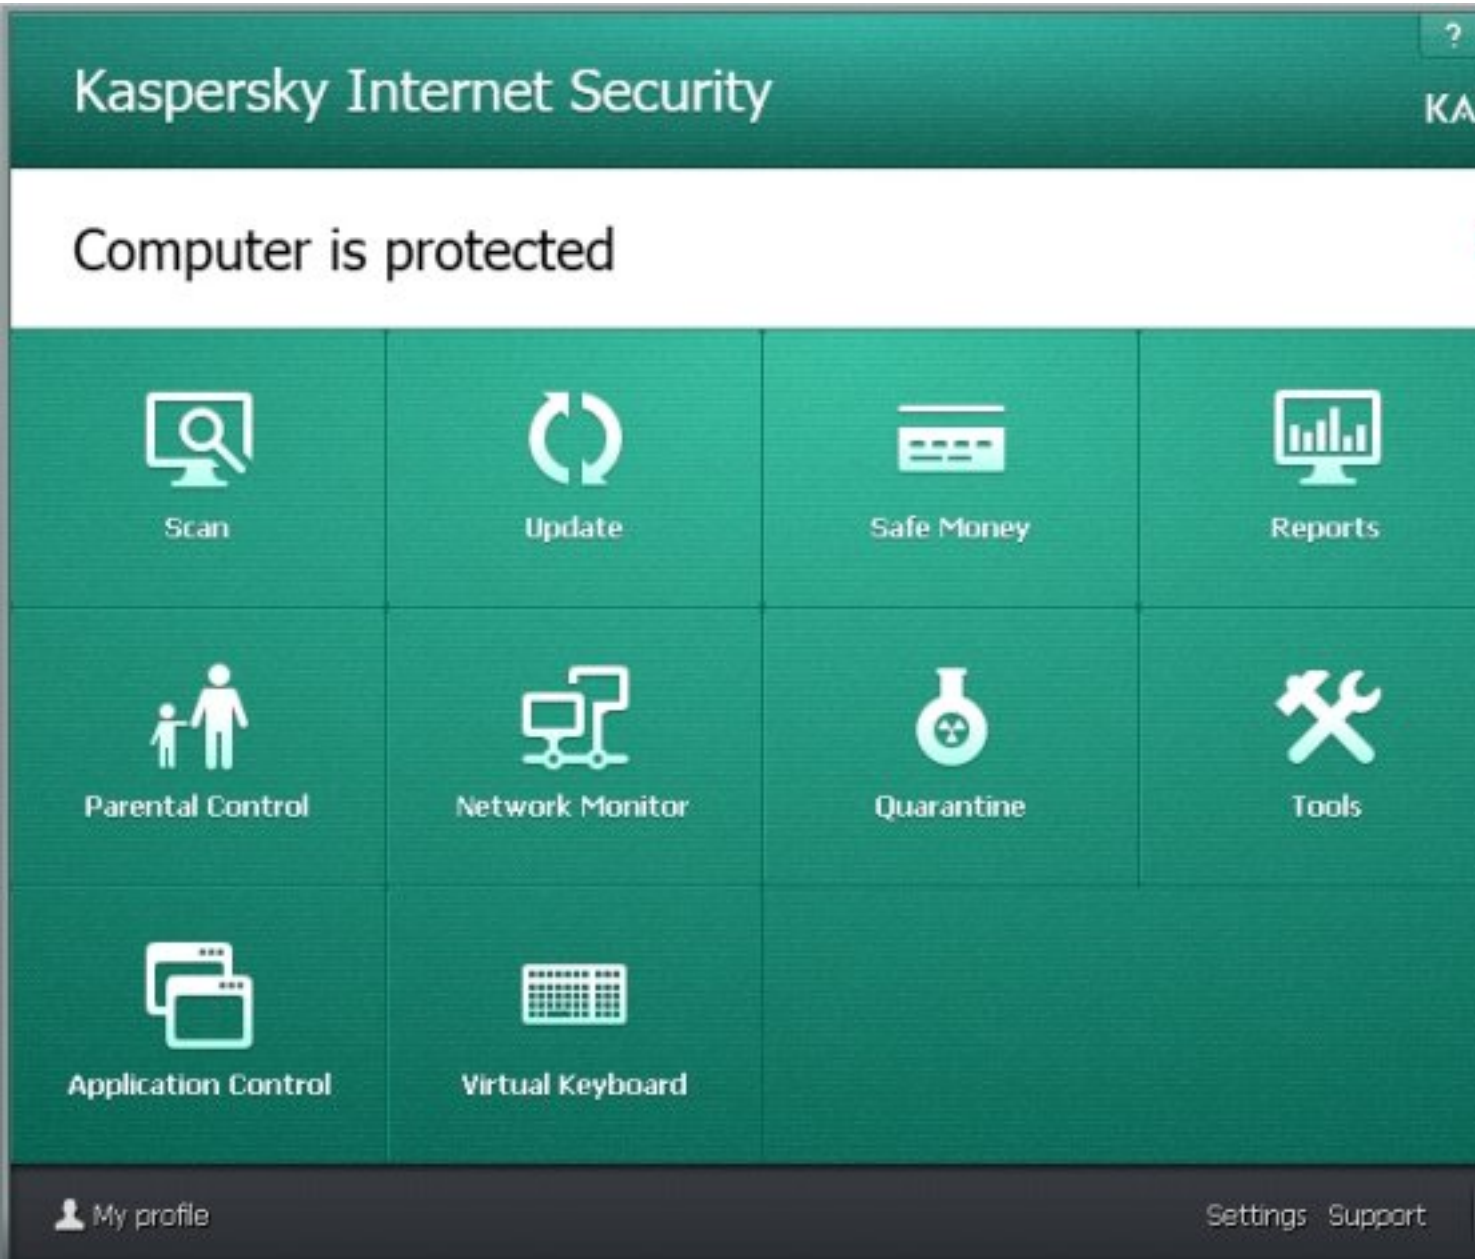 ?
Kaspersky Internet Security
KA
Computer is protected
Scan Update Safe Money Reports
Parental Control Network Monitor Quarantine Tools
Application Control Virtual Keyboard
My profile Settings Support